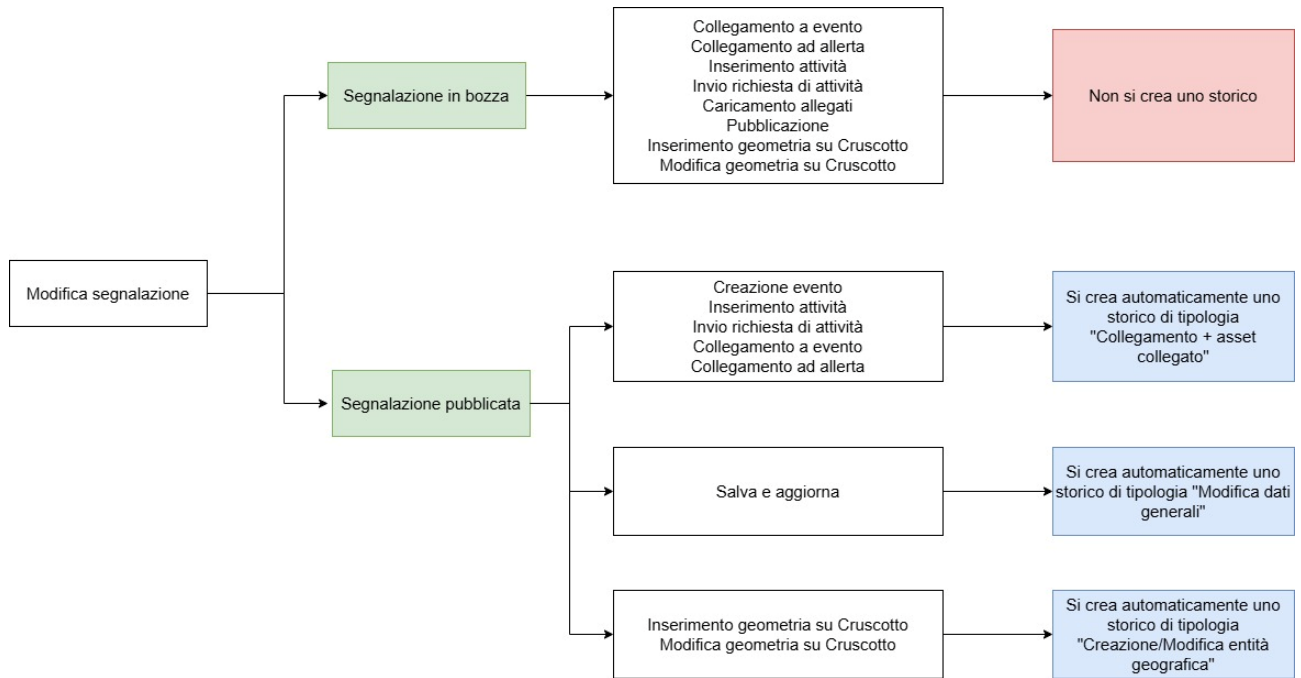 Modifica segnalazione
Segnalazione in bozza
Collegamento a evento
Collegamento ad allerta
Inserimento attività
Invio richiesta di attività
Caricamento allegati
Pubblicazione
Inserimento geometria su Cruscotto
Modifica geometria su Cruscotto
Non si crea uno storico
Segnalazione pubblicata
Creazione evento
Inserimento attività
Invio richiesta di attività
Collegamento a evento
Collegamento ad allerta
Si crea automaticamente uno
storico di tipologia
"Collegamento + asset
collegato"
Salva e aggiorna
Si crea automaticamente uno
storico di tipologia "Modifica dati
generali"
Inserimento geometria su Cruscotto
Modifica geometria su Cruscotto
Si crea automaticamente uno
storico di tipologia
"Creazione/Modifica entità
geografica"